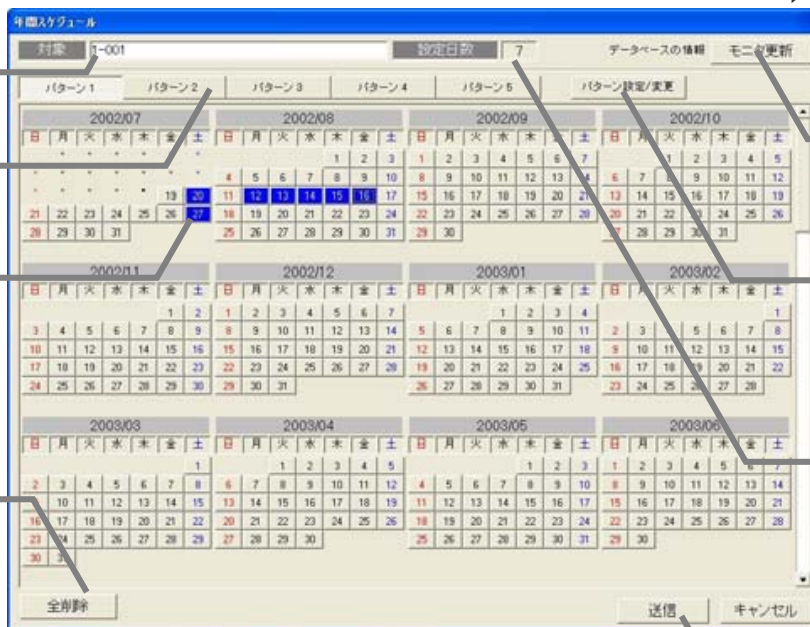 年間スケジュール
対象 1-001 設定日数 7 データベースの情報 モニタ更新
パターン1 パターン2 パターン3 パターン4 パターン5 パターン設定/変更
2002/07 2002/08 2002/09 2002/10
日 月 火 水 木 金 土 日 月 火 水 木 金 土 日 月 火 水 木 金 土 日 月 火 水 木 金 土
1 2 3 1 2 3 4 5 6 7 1 2 3 4 5
4 5 6 7 8 9 10 8 9 10 11 12 13 14 6 7 8 9 10 11 12
19 20 11 12 13 14 15 16 17 15 16 17 18 19 20 21 13 14 15 16 17 18 19
21 22 23 24 25 26 27 18 19 20 21 22 23 24 22 23 24 25 26 27 28 20 21 22 23 24 25 26
28 29 30 31 25 26 27 28 29 30 31 29 30 27 28 29 30 31
2002/11 2002/12 2003/01 2003/02
日 月 火 水 木 金 土 日 月 火 水 木 金 土 日 月 火 水 木 金 土 日 月 火 水 木 金 土
1 2 1 2 3 4 5 6 7 1 2 3 4 1
3 4 5 6 7 8 9 8 9 10 11 12 13 14 5 6 7 8 9 10 11 2 3 5 6 7 8
10 11 12 13 14 15 16 15 16 17 18 19 20 21 12 13 14 15 16 17 18 9 10 11 12 13 14 15
17 18 19 20 21 22 23 22 23 24 25 26 27 28 19 20 21 22 23 24 25 16 17 18 19 20 21 22
24 25 26 27 28 29 30 29 30 31 26 27 28 29 30 31 23 24 25 26 27 28
2003/03 2003/04 2003/05 2003/06
日 月 火 水 木 金 土 日 月 火 水 木 金 土 日 月 火 水 木 金 土 日 月 火 水 木 金 土
1 1 2 3 4 5 1 2 3 1 2 3 4 5 6 7
2 3 4 5 6 7 8 6 7 8 9 10 11 12 4 5 6 7 8 9 10 8 9 10 11 12 13 14
10 11 12 13 14 15 13 14 15 16 17 18 19 11 12 13 14 15 16 17 15 16 17 18 19 20 21
16 17 18 19 20 21 22 20 21 22 23 24 25 26 18 19 20 21 22 23 24 22 23 24 25 26 27 28
23 24 25 26 27 28 29 27 28 29 30 25 26 27 28 29 30 31 29 30
30 31
全削除 送信 キャンセル